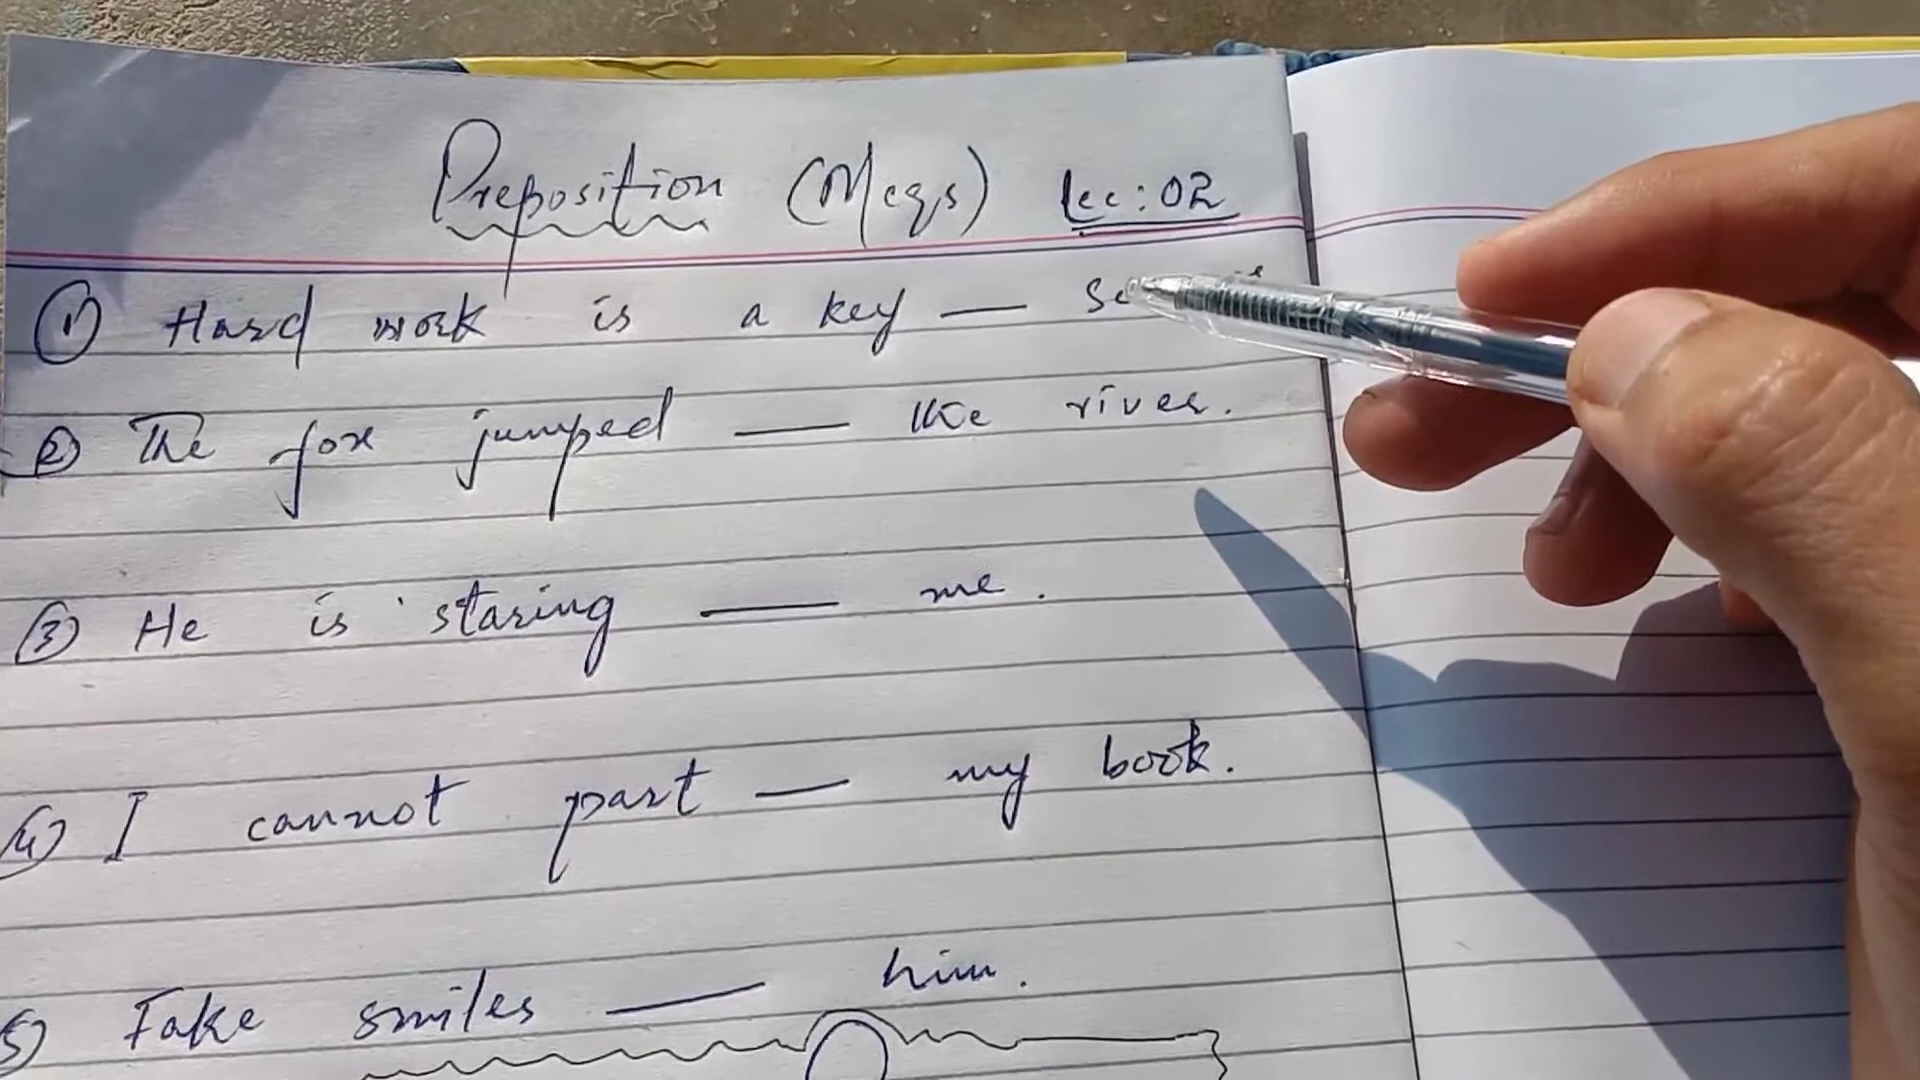 Preposition (Mcqs) Lec:02
① Hard work is a key —
② The fox jumped — the river.
③ He is staring — me.
④ I cannot part — my book.
5) Fake smiles — him.